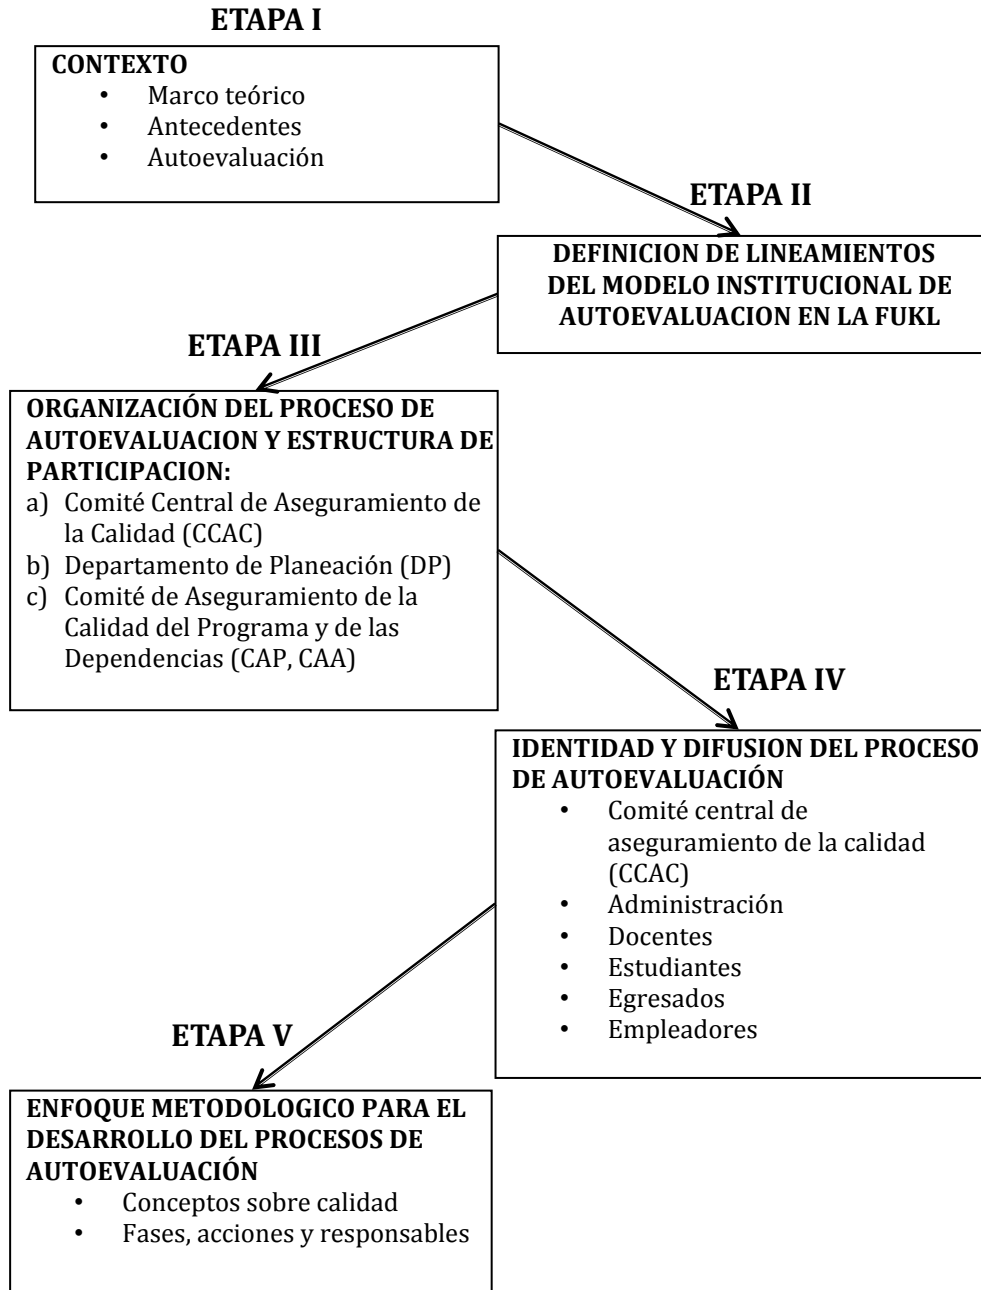 ETAPA I
CONTEXTO
• Marco teórico
• Antecedentes
• Autoevaluación
ETAPA II
DEFINICION DE LINEAMIENTOS
DEL MODELO INSTITUCIONAL DE
AUTOEVALUACION EN LA FUKL
ETAPA III
ORGANIZACIÓN DEL PROCESO DE
AUTOEVALUACION Y ESTRUCTURA DE
PARTICIPACION:
a) Comité Central de Aseguramiento de
la Calidad (CCAC)
b) Departamento de Planeación (DP)
c) Comité de Aseguramiento de la
Calidad del Programa y de las
Dependencias (CAP, CAA)
ETAPA IV
IDENTIDAD Y DIFUSION DEL PROCESO
DE AUTOEVALUACIÓN
• Comité central de
aseguramiento de la calidad
(CCAC)
• Administración
• Docentes
• Estudiantes
• Egresados
• Empleadores
ETAPA V
ENFOQUE METODOLOGICO PARA EL
DESARROLLO DEL PROCESOS DE
AUTOEVALUACIÓN
• Conceptos sobre calidad
• Fases, acciones y responsables